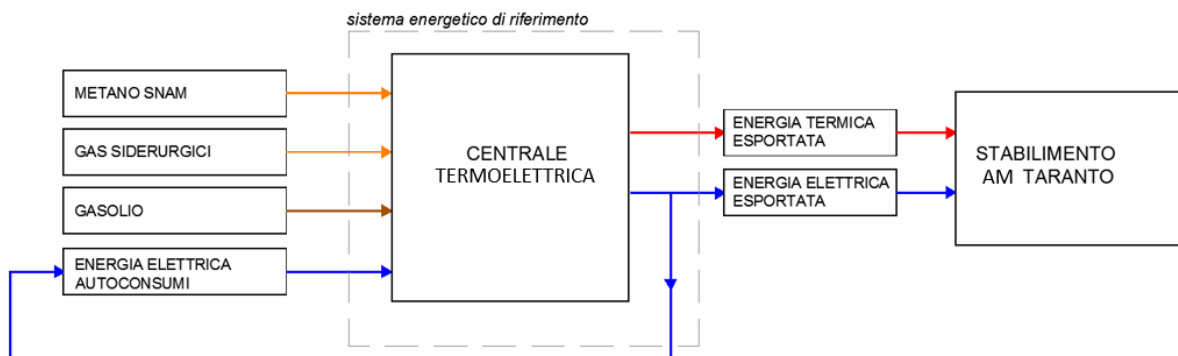 sistema energetico di riferimento
METANO SNAM
GAS SIDERURGICI
GASOLIO
ENERGIA ELETTRICA
AUTOCONSUMI
CENTRALE
TERMOELETTRICA
ENERGIA TERMICA
ESPORTATA
ENERGIA ELETTRICA
ESPORTATA
STABILIMENTO
AM TARANTO